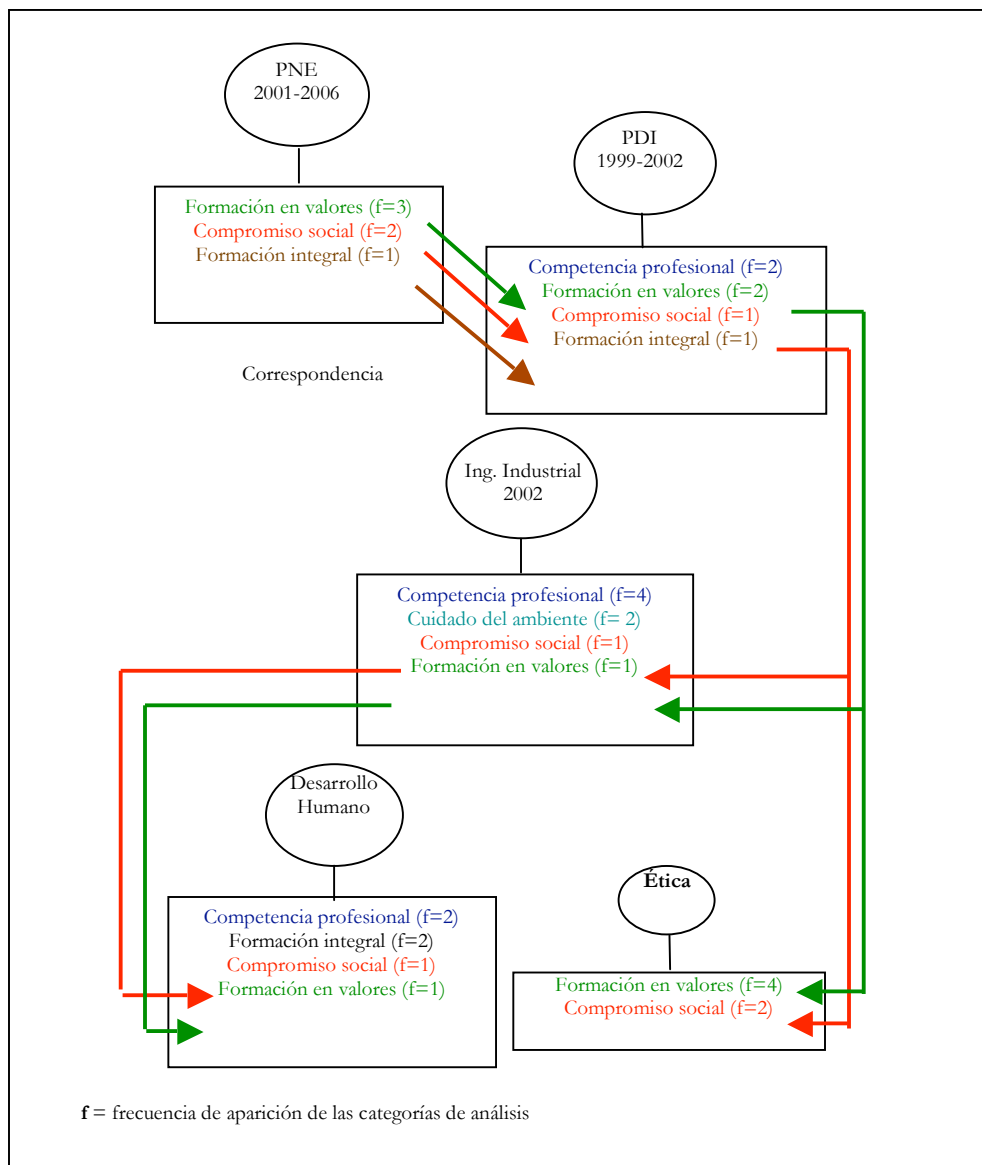 PNE
2001-2006
PDI
1999-2002
Formación en valores (f=3)
Compromiso social (f=2)
Formación integral (f=1)
Competencia profesional (f=2)
Formación en valores (f=2)
Compromiso social (f=1)
Formación integral (f=1)
Correspondencia
Ing. Industrial
2002
Competencia profesional (f=4)
Cuidado del ambiente (f= 2)
Compromiso social (f=1)
Formación en valores (f=1)
Desarrollo
Humano
Competencia profesional (f=2)
Formación integral (f=2)
Compromiso social (f=1)
Formación en valores (f=1)
Ética
Formación en valores (f=4)
Compromiso social (f=2)
f = frecuencia de aparición de las categorías de análisis